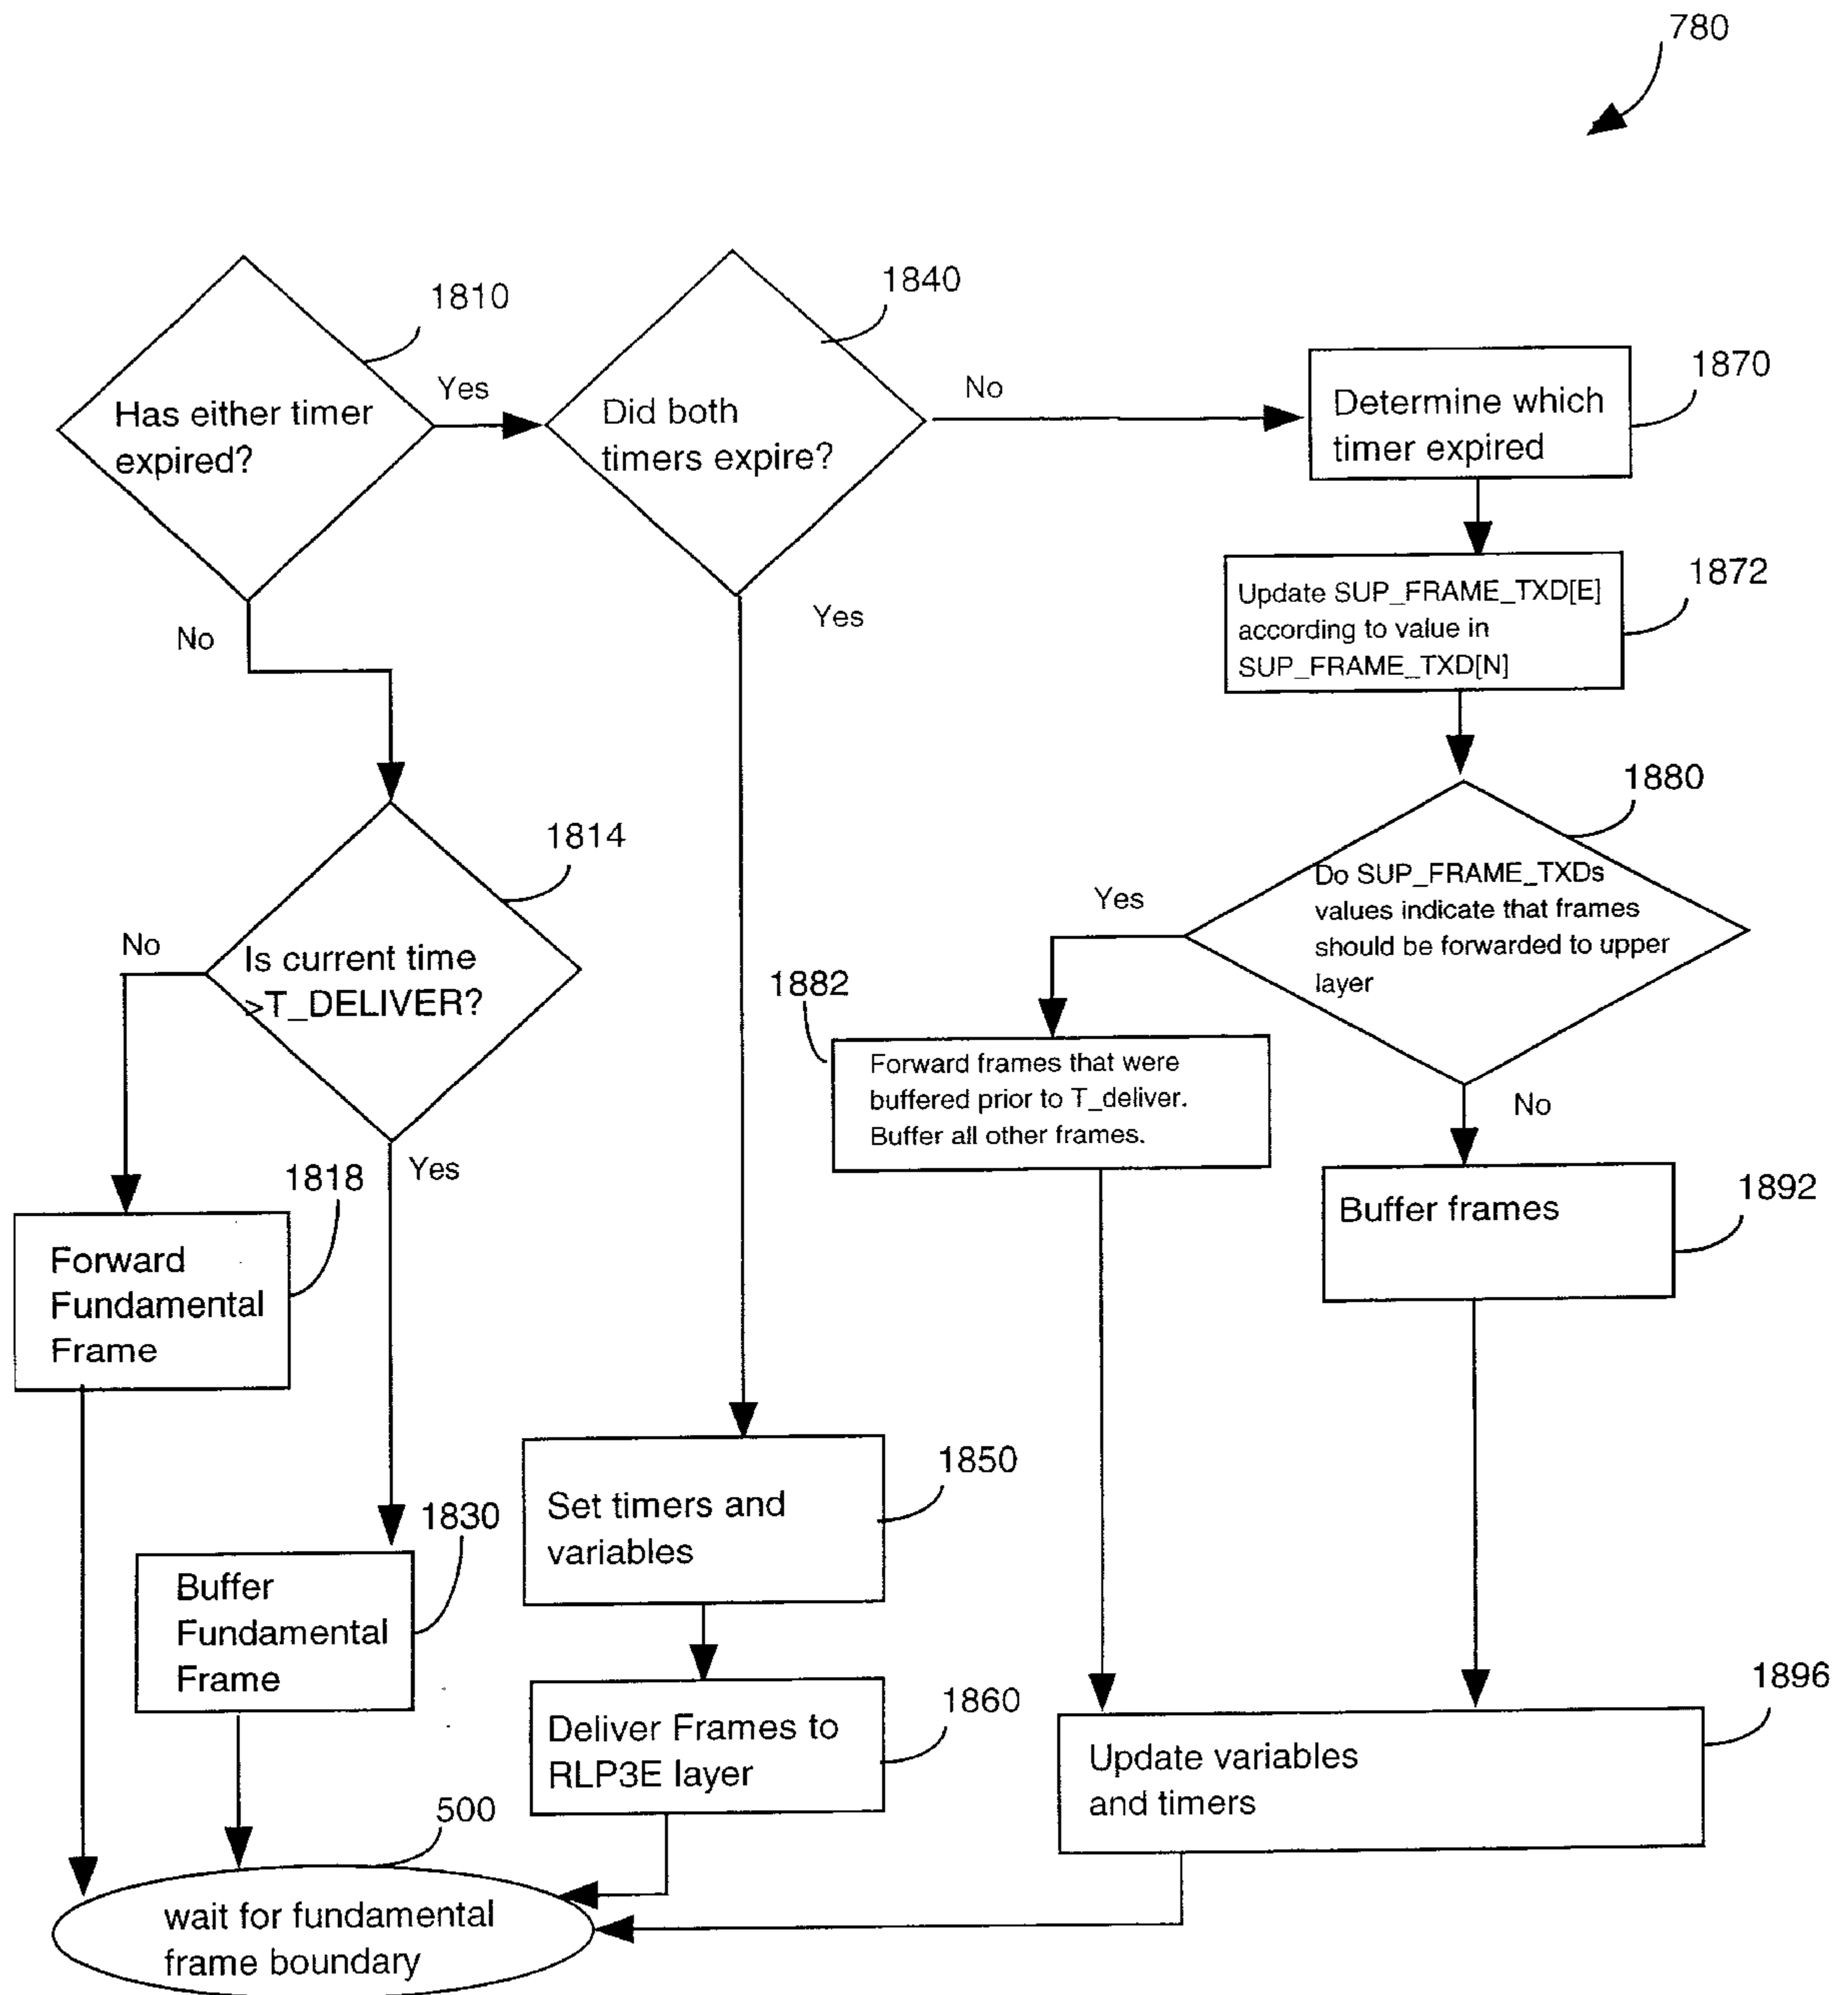 780
1810
1840
Has either timer
expired?
Yes
Did both
timers expire?
No
1870
Determine which
timer expired
No
Yes
1872
Update SUP_FRAME_TXD[E]
according to value in
SUP_FRAME_TXD[N]
1880
Do SUP_FRAME_TXDs
values indicate that frames
should be forwarded to upper
layer
Yes
1814
Is current time
>T_DELIVER?
No
1882
Forward frames that were
buffered prior to T_deliver.
Buffer all other frames.
No
Yes
1818
Forward
Fundamental
Frame
1892
Buffer frames
1830
Buffer
Fundamental
Frame
1850
Set timers and
variables
1860
Deliver Frames to
RLP3E layer
1896
Update variables
and timers
500
wait for fundamental
frame boundary